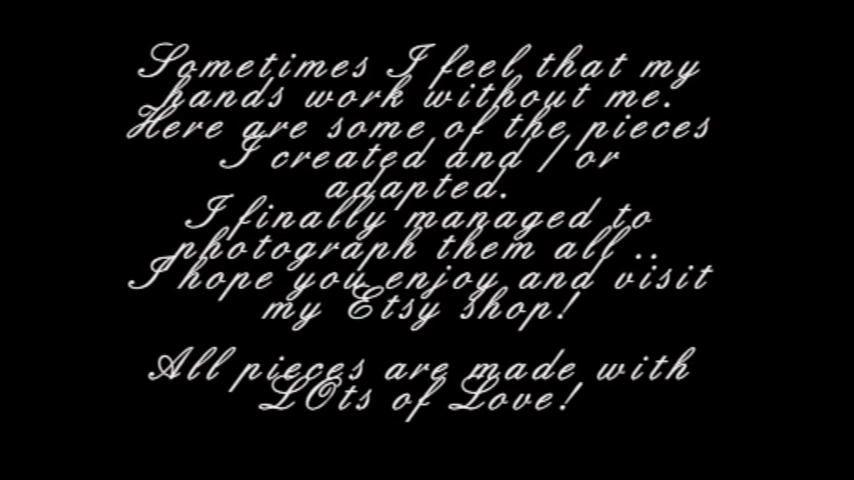 Sometimes I feel that my
hands work without me.
Here are some of the pieces
I created and / or
adapted.
I finally managed to
photograph them all ..
I hope you enjoy and visit
my Etsy shop!
All pieces are made with
LOts of Love!